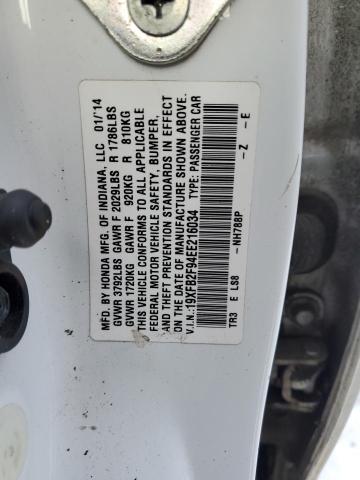 MFD. BY HONDA MFG. OF INDIANA, LLC 01/14
GVWR 3792LBS GAWR F 2029LBS R 1786LBS
GVWR 1720KG GAWR F 920KG R 810KG
THIS VEHICLE CONFORMS TO ALL APPLICABLE
FEDERAL MOTOR VEHICLE SAFETY, BUMPER,
AND THEFT PREVENTION STANDARDS IN EFFECT
ON THE DATE OF MANUFACTURE SHOWN ABOVE.
V.I.N.:19XFB2F94EE216034 TYPE: PASSENGER CAR
TR3 E LS8 -NH788P -Z -E